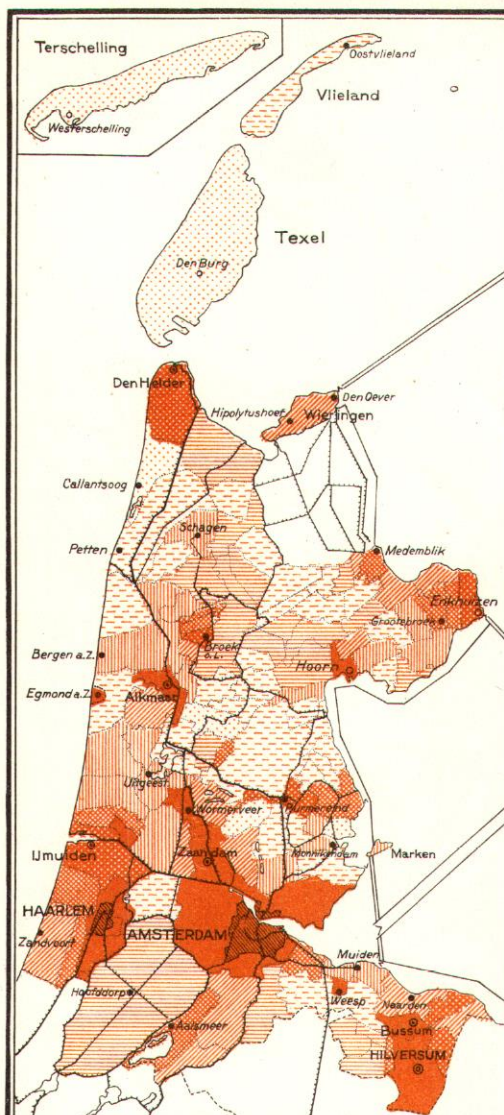 Terschelling
Westerschelling
Oostvlieland
Vlieland
Texel
Den Burg
Den Helder
Den Oever
Hipolytushoef
Wieringen
Callantsoog
Schagen
Petten
Medemblik
Enkhuizen
Grootebroek
Broek
o.L.
Bergen a.Z.
Hoorn
Egmond a.Z.
Alkmaar
Uitgeest
Wormerveer
Purmerend
IJmuiden
Zaandam
Monnikendam
Marken
HAARLEM
AMSTERDAM
Zandvoort
Muiden
Hoofddorp
Weesp
Naarden
Aalsmeer
Bussum
HILVERSUM